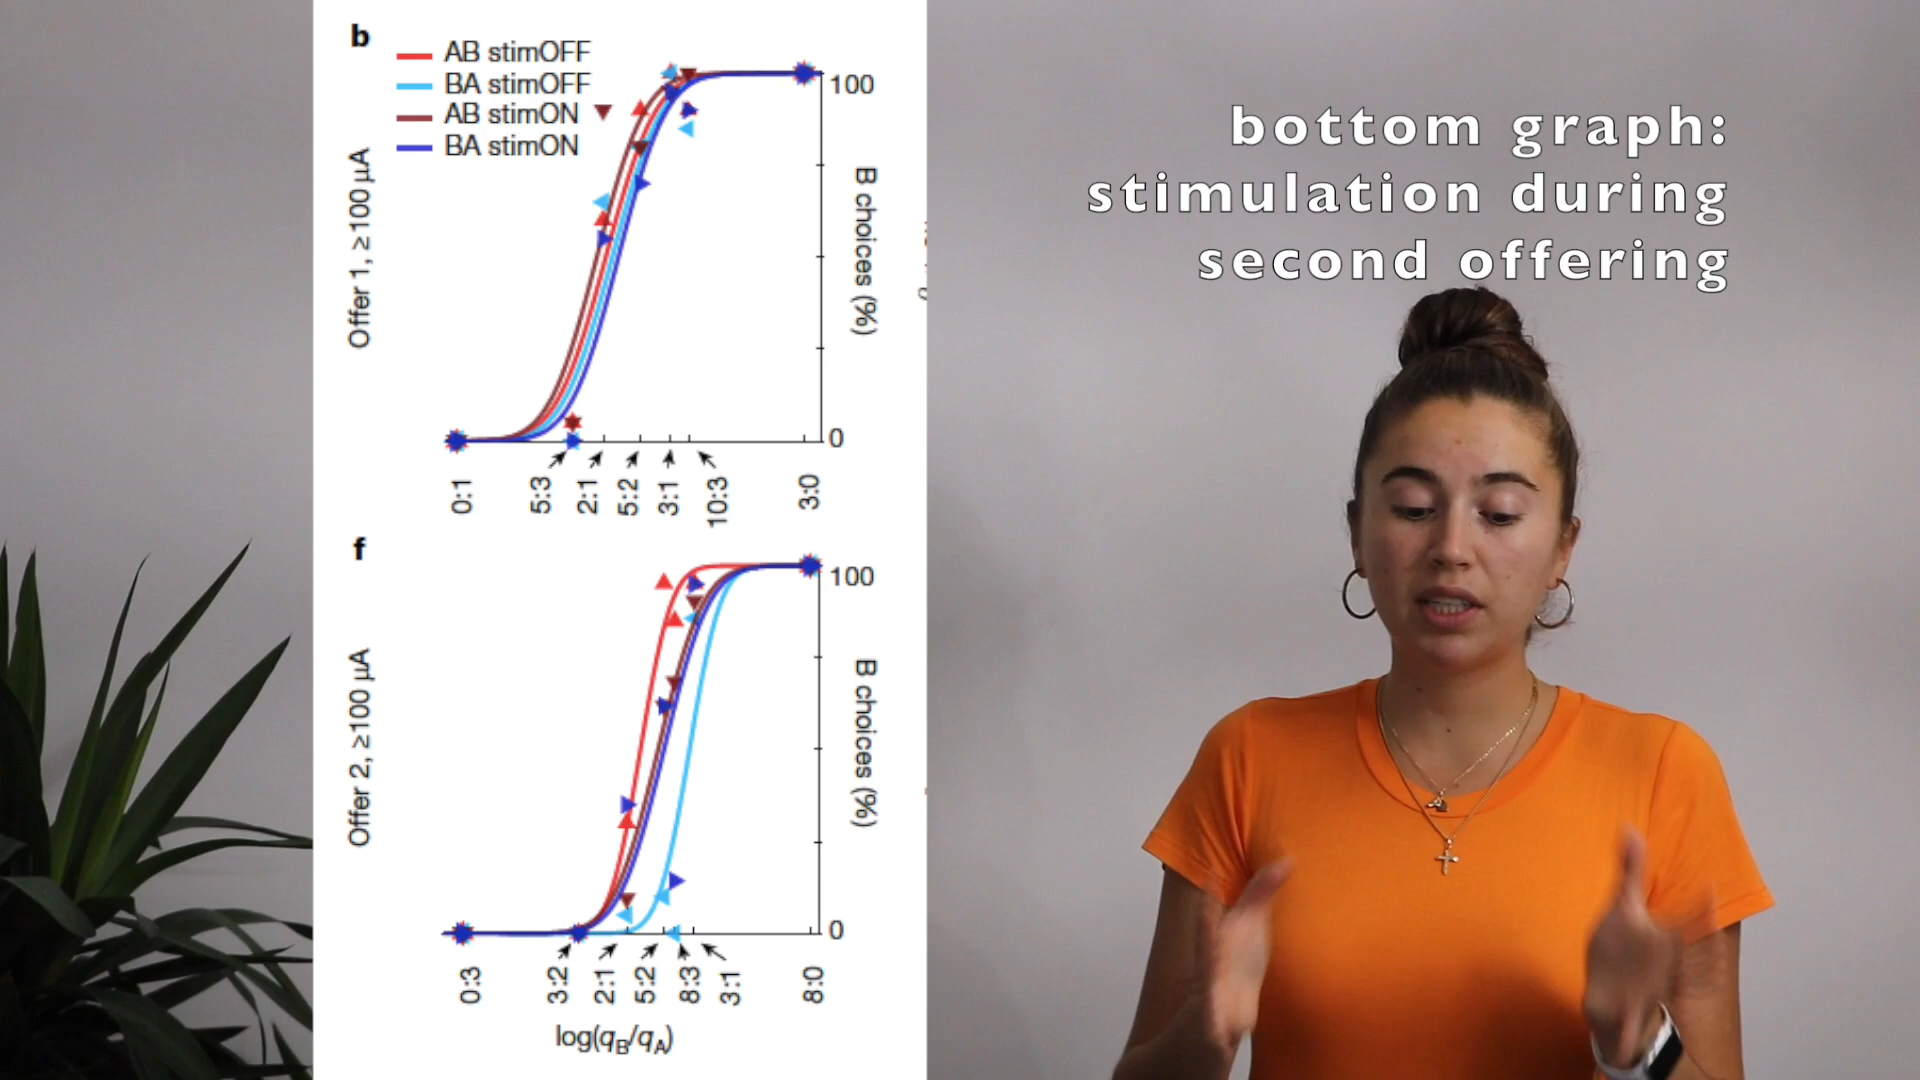 b
AB stimOFF
BA stimOFF
AB stimON
BA stimON
Offer 1, ≥100 μA
B choices (%)
100
0
0:1
5:3
2:1
5:2
3:1
10:3
3:0
f
Offer 2, ≥100 μA
B choices (%)
100
0
0:3
3:2
2:1
5:2
8:3
3:1
8:0
log(qB/qA)
bottom graph:
stimulation during
second offering